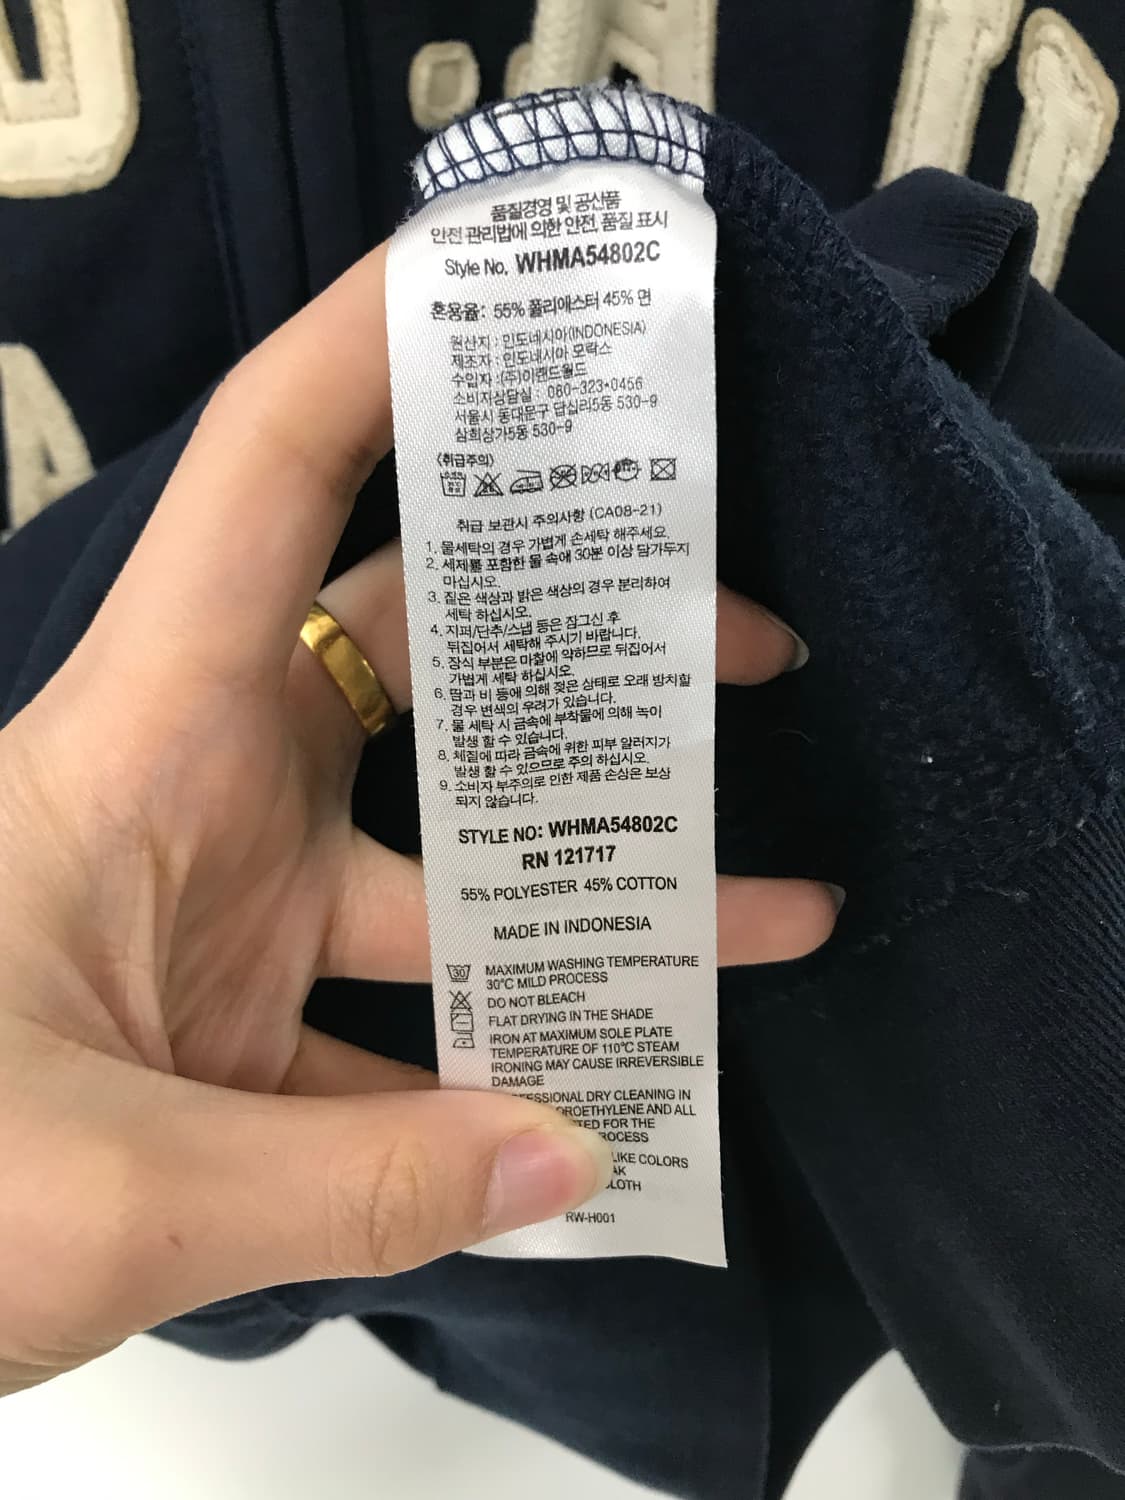 품질경영 및 공산품
안전 관리법에 의한 안전, 품질 표시
Style No. WHMA54802C
혼용율: 55% 폴리에스터 45% 면
원산지 : 인도네시아(INDONESIA)
제조자 : 인도네시아 모락스
수입자 : (주)이랜드월드
소비자상담실 : 080-323-0456
서울시 동대문구 답십리5동 530-9
삼희상가5동 530-9
<취급주의>
취급 보관시 주의사항 (CA08-21)
1. 물세탁의 경우 가볍게 손세탁 해주세요.
2. 세제를 포함한 물 속에 30분 이상 담가두지
마십시오.
3. 짙은 색상과 밝은 색상의 경우 분리하여
세탁 하십시오.
4. 지퍼/단추/스냅 등은 잠그신 후
뒤집어서 세탁해 주시기 바랍니다.
5. 장식 부분은 마찰에 약하므로 뒤집어서
가볍게 세탁 하십시오.
6. 땀과 비 등에 의해 젖은 상태로 오래 방치할
경우 변색의 우려가 있습니다.
7. 물 세탁 시 금속에 부착물에 의해 녹이
발생 할 수 있습니다.
8. 체질에 따라 금속에 위한 피부 알러지가
발생 할 수 있으므로 주의 하십시오.
9. 소비자 부주의로 인한 제품 손상은 보상
되지 않습니다.
STYLE NO: WHMA54802C
RN 121717
55% POLYESTER 45% COTTON
MADE IN INDONESIA
30 MAXIMUM WASHING TEMPERATURE
30°C MILD PROCESS
DO NOT BLEACH
FLAT DRYING IN THE SHADE
IRON AT MAXIMUM SOLE PLATE
TEMPERATURE OF 110°C STEAM
IRONING MAY CAUSE IRREVERSIBLE
DAMAGE
DRY CLEANING IN
AND ALL
FOR THE
LIKE COLORS
RW-H001